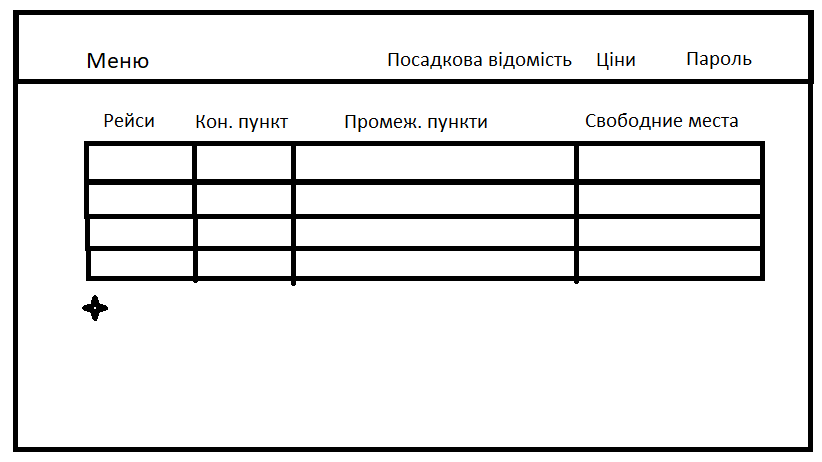 Меню Посадкова відомість Ціни Пароль
Рейси Кон. пункт Промеж. пункти Свободние места